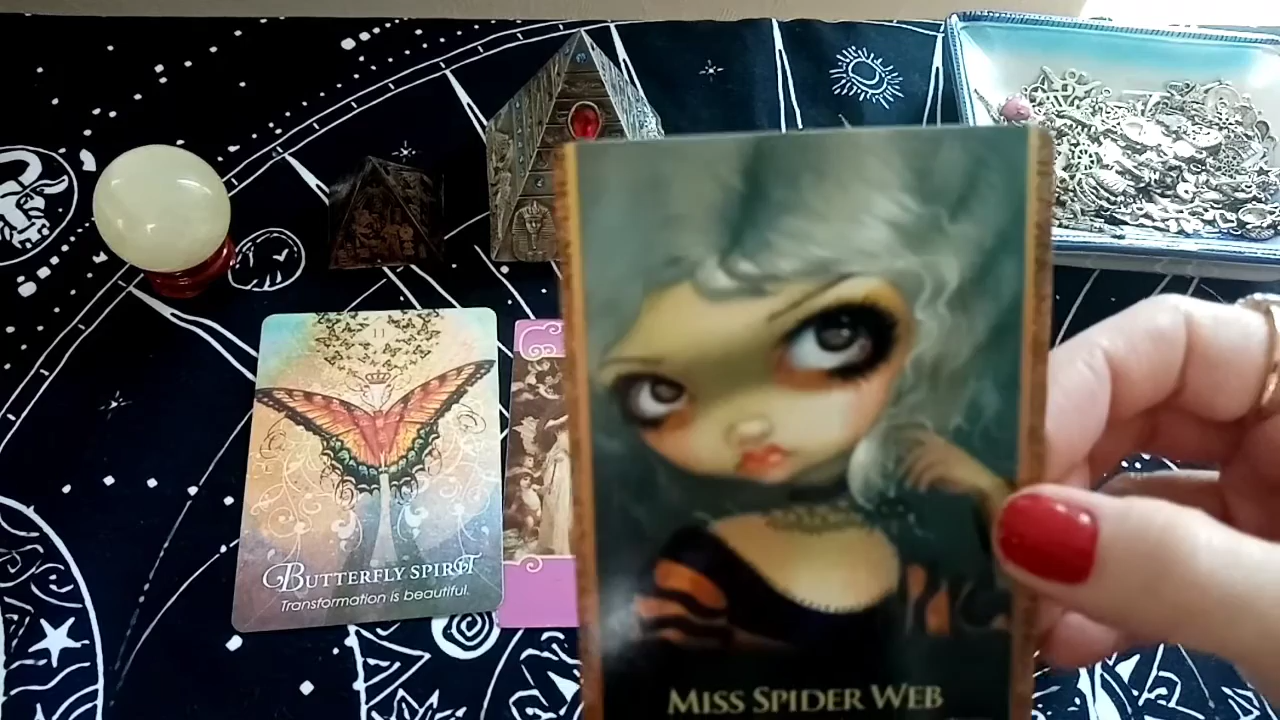 11
BUTTERFLY SPIRIT
Transformation is beautiful.
MISS SPIDER WEB